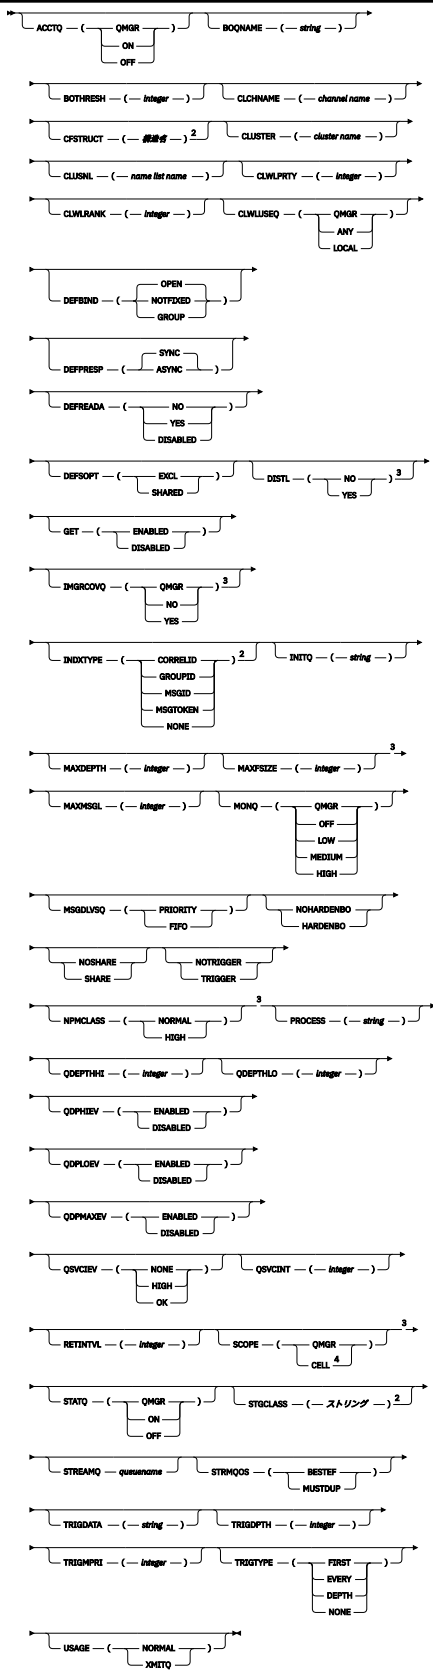 ACCTQ ( QMGR ) BOQNAME ( string )
ON
OFF
BOTHRESH ( integer ) CLCHNAME ( channel name )
CFSTRUCT ( 構造名 ) 2 CLUSTER ( cluster name )
CLUSNL ( name list name ) CLWLPRTY ( integer )
CLWLRANK ( integer ) CLWLUSEQ ( QMGR )
ANY
LOCAL
OPEN
DEFBIND ( NOTFIXED )
GROUP
SYNC
DEFPRESP ( ASYNC )
DEFREADA ( NO )
YES
DISABLED
DEFSOPT ( EXCL ) DISTL ( NO ) 3
SHARED YES
GET ( ENABLED )
DISABLED
IMGRCOVQ ( QMGR ) 3
NO
YES
INDXTYPE ( CORRELID ) 2 INITQ ( string )
GROUPID
MSGID
MSGTOKEN
NONE
MAXDEPTH ( integer ) MAXFSIZE ( integer ) 3
MAXMSGL ( integer ) MONQ ( QMGR )
OFF
LOW
MEDIUM
HIGH
MSGDLVSQ ( PRIORITY ) NOHARDENBO
FIFO HARDENBO
NOSHARE NOTRIGGER
SHARE TRIGGER
NPMCLASS ( NORMAL ) 3 PROCESS ( string )
HIGH
QDEPTHHI ( integer ) QDEPTHLO ( integer )
QDPHIEV ( ENABLED )
DISABLED
QDPLOEV ( ENABLED )
DISABLED
QDPMAXEV ( ENABLED )
DISABLED
QSVCIEV ( NONE ) QSVCINT ( integer )
HIGH
OK
RETINTVL ( integer ) SCOPE ( QMGR ) 3
CELL 4
STATQ ( QMGR ) STGCLASS ( ストリング ) 2
ON
OFF
STREAMQ queuename STRMQOS ( BESTEF )
MUSTDUP
TRIGDATA ( string ) TRIGDPTH ( integer )
TRIGMPRI ( integer ) TRIGTYPE ( FIRST )
EVERY
DEPTH
NONE
USAGE ( NORMAL )
XMITQ